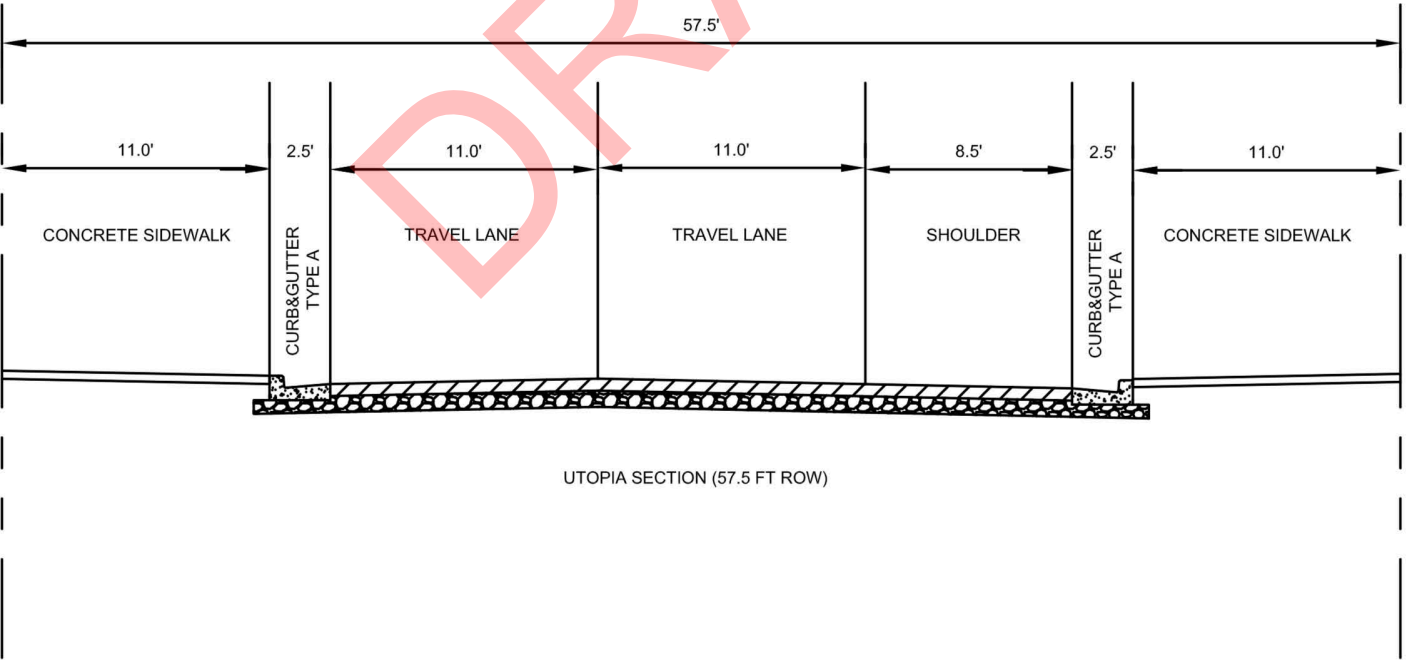 57.5'
11.0'
2.5'
11.0'
11.0'
8.5'
2.5'
11.0'
CONCRETE SIDEWALK
CURB&GUTTER
TYPE A
TRAVEL LANE
TRAVEL LANE
SHOULDER
CURB&GUTTER
TYPE A
CONCRETE SIDEWALK
UTOPIA SECTION (57.5 FT ROW)